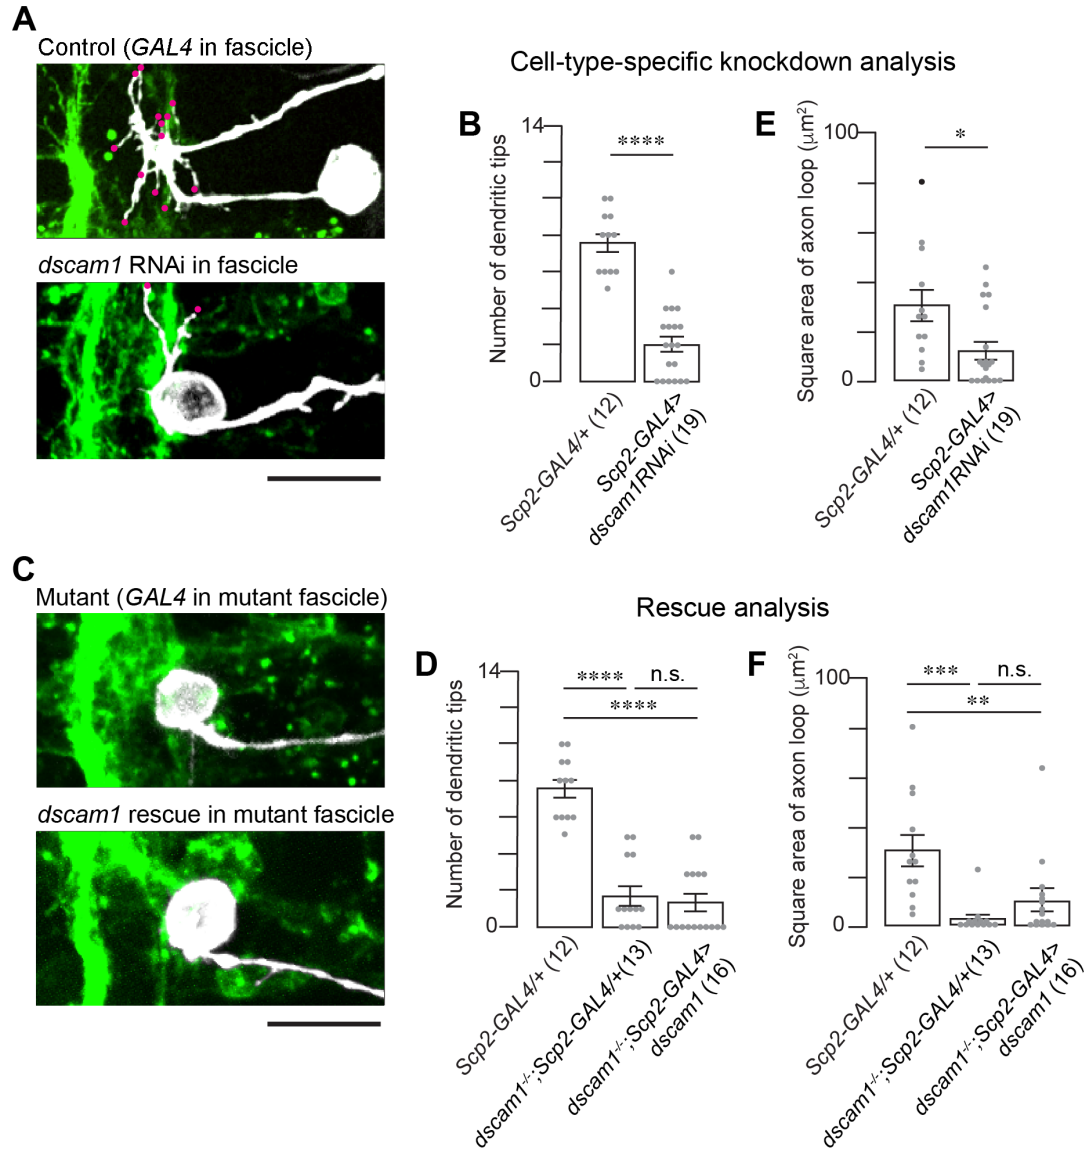 A
Control (GAL4 in fascicle)
dscam1 RNAi in fascicle
Cell-type-specific knockdown analysis
B
Number of dendritic tips
14
0
****
Scp2-GAL4/+ (12)
Scp2-GAL4>
dscam1RNAi (19)
E
Square area of axon loop (μm²)
100
0
*
Scp2-GAL4/+ (12)
Scp2-GAL4>
dscam1RNAi (19)
C
Mutant (GAL4 in mutant fascicle)
dscam1 rescue in mutant fascicle
Rescue analysis
D
Number of dendritic tips
14
0
**** n.s.
****
Scp2-GAL4/+ (12)
dscam1-/-;Scp2-GAL4/+(13)
dscam1-/-;Scp2-GAL4>
dscam1 (16)
F
Square area of axon loop (μm²)
100
0
*** n.s.
**
Scp2-GAL4/+ (12)
dscam1-/-;Scp2-GAL4/+(13)
dscam1-/-;Scp2-GAL4>
dscam1 (16)